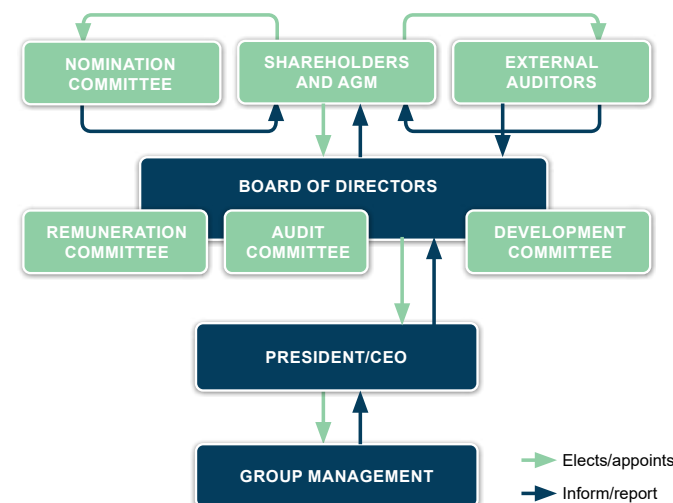 NOMINATION
COMMITTEE
SHAREHOLDERS
AND AGM
EXTERNAL
AUDITORS
BOARD OF DIRECTORS
REMUNERATION
COMMITTEE
AUDIT
COMMITTEE
DEVELOPMENT
COMMITTEE
PRESIDENT/CEO
GROUP MANAGEMENT
Elects/appoints
Inform/report